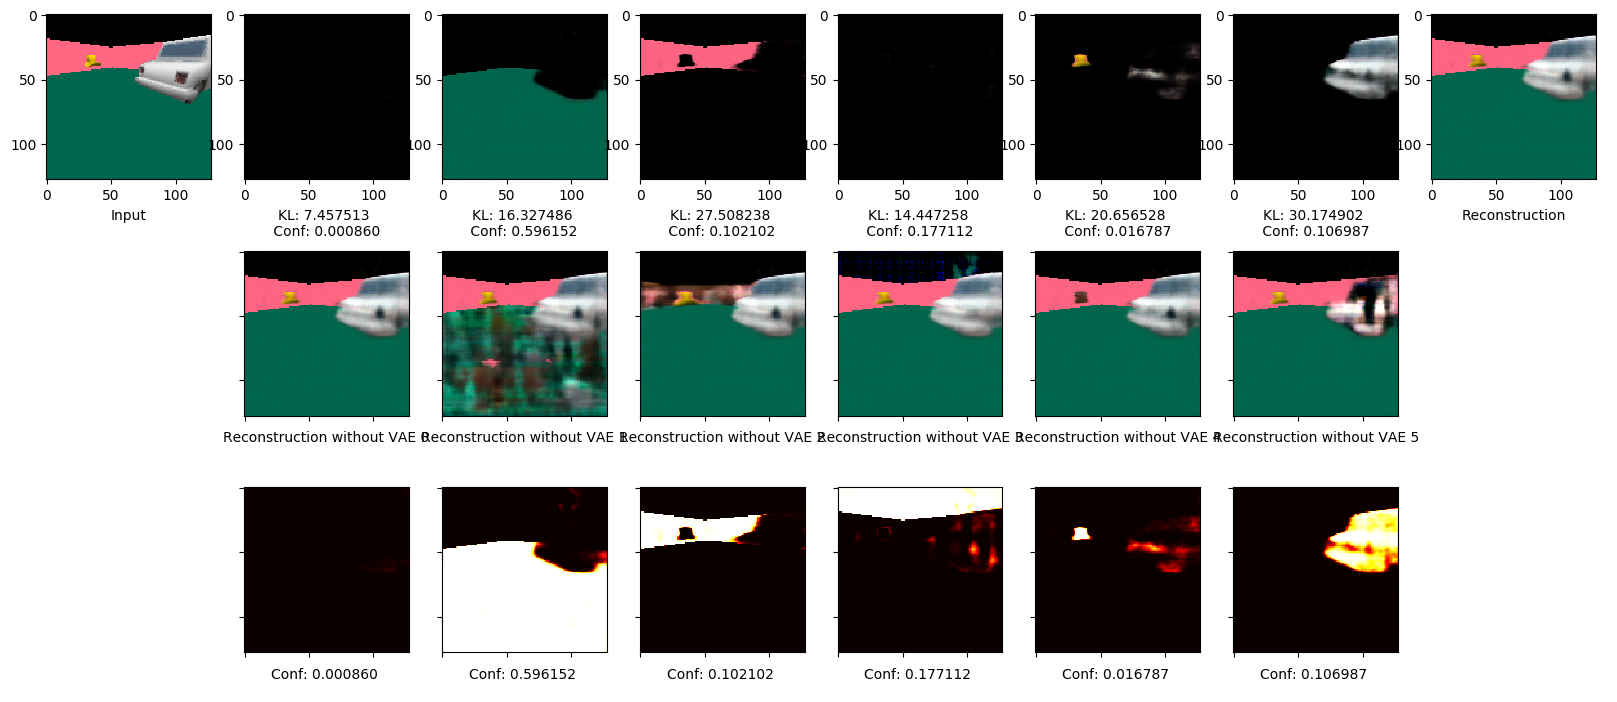 0
50
100
0 50 100
Input
0
50
100
0 50 100
KL: 7.457513
Conf: 0.000860
0
50
100
0 50 100
KL: 16.327486
Conf: 0.596152
0
50
100
0 50 100
KL: 27.508238
Conf: 0.102102
0
50
100
0 50 100
KL: 14.447258
Conf: 0.177112
0
50
100
0 50 100
KL: 20.656528
Conf: 0.016787
0
50
100
0 50 100
KL: 30.174902
Conf: 0.106987
0
50
100
0 50 100
Reconstruction
Reconstruction without VAE 0
Reconstruction without VAE 1
Reconstruction without VAE 2
Reconstruction without VAE 3
Reconstruction without VAE 4
Reconstruction without VAE 5
Conf: 0.000860
Conf: 0.596152
Conf: 0.102102
Conf: 0.177112
Conf: 0.016787
Conf: 0.106987